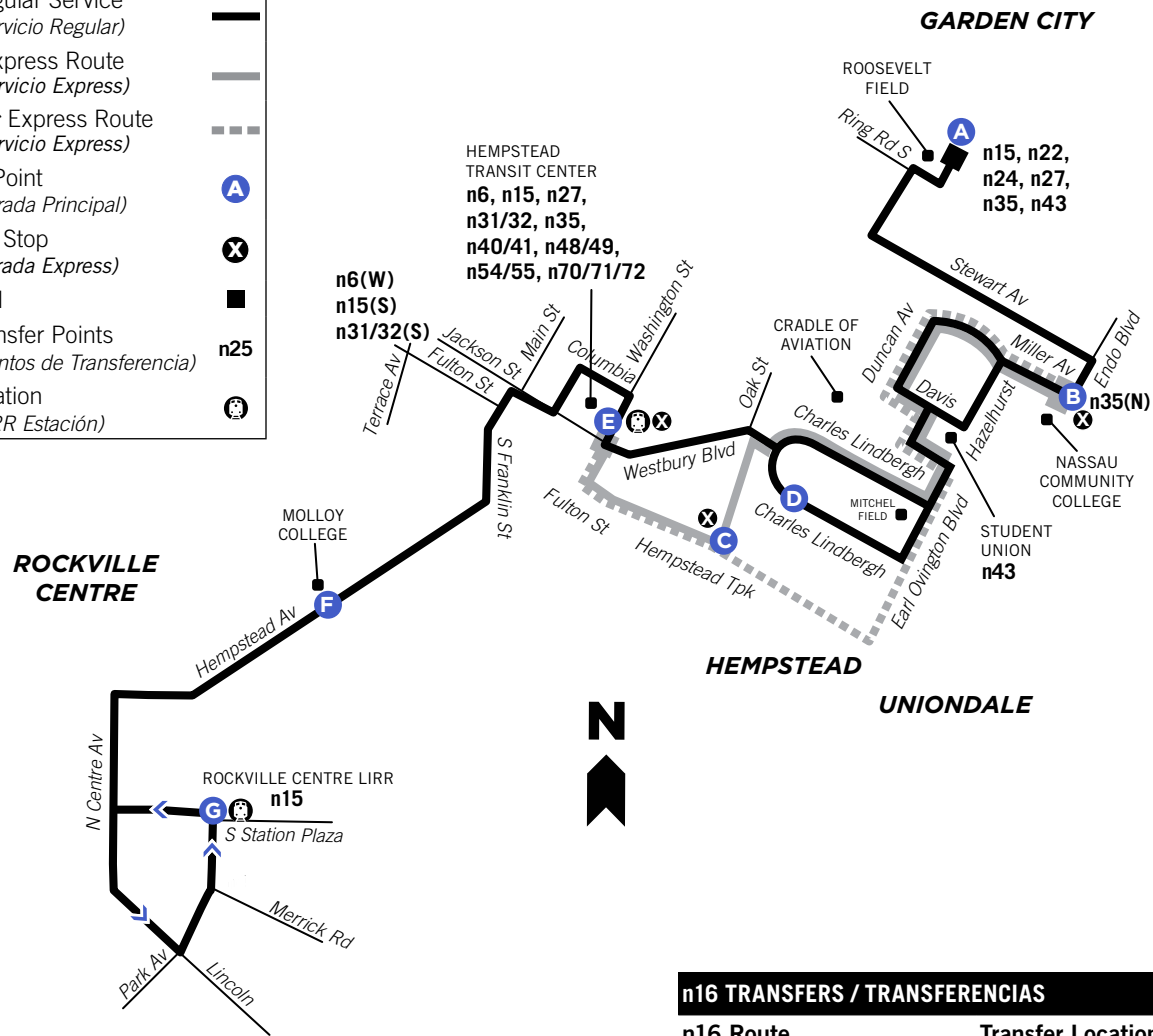 gular Service
rvicio Regular)
xpress Route
rvicio Express)
Express Route
rvicio Express)
Point
rada Principal)
A
Stop
rada Express)
X
nsfer Points
ntos de Transferencia)
n25
ation
RR Estación)
GARDEN CITY
ROOSEVELT
FIELD
Ring Rd S
A
n15, n22,
n24, n27,
n35, n43
HEMPSTEAD
TRANSIT CENTER
n6, n15, n27,
n31/32, n35,
n40/41, n48/49,
n54/55, n70/71/72
n6(W)
n15(S)
n31/32(S)
Terrace Av
Jackson St
Fulton St
Main St
Columbia
Washington St
E
X
Westbury Blvd
Oak St
CRADLE OF
AVIATION
Stewart Av
Duncan Av
Miller Av
Endo Blvd
Davis
Hazelhurst
B
n35(N)
X
NASSAU
COMMUNITY
COLLEGE
Charles Lindbergh
D
MITCHEL
FIELD
Charles Lindbergh
STUDENT
UNION
n43
Earl Ovington Blvd
X
C
Fulton St
Hempstead Tpk
S Franklin St
MOLLOY
COLLEGE
ROCKVILLE
CENTRE
F
Hempstead Av
HEMPSTEAD
UNIONDALE
N
N Centre Av
ROCKVILLE CENTRE LIRR
n15
G
S Station Plaza
Merrick Rd
Park Av
Lincoln
n16 TRANSFERS / TRANSFERENCIAS
n16 Route
Transfer Location